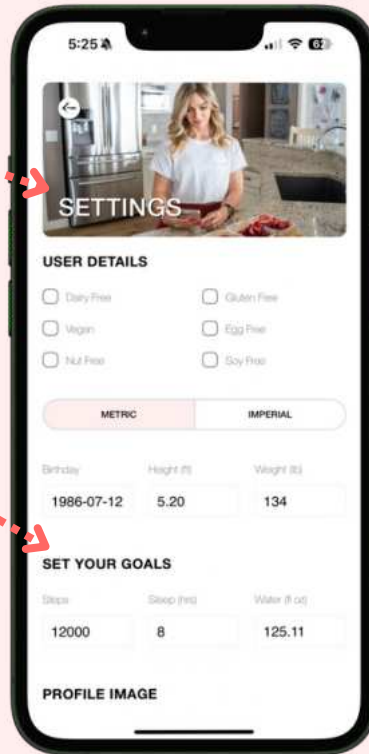 5:25
62
SETTINGS
USER DETAILS
Dairy Free
Gluten Free
Vegan
Egg Free
Nut Free
Soy Free
METRIC
IMPERIAL
Birthday
Height (ft)
Weight (lb)
1986-07-12
5.20
134
SET YOUR GOALS
Steps
Sleep (hrs)
Water (fl oz)
12000
8
125.11
PROFILE IMAGE